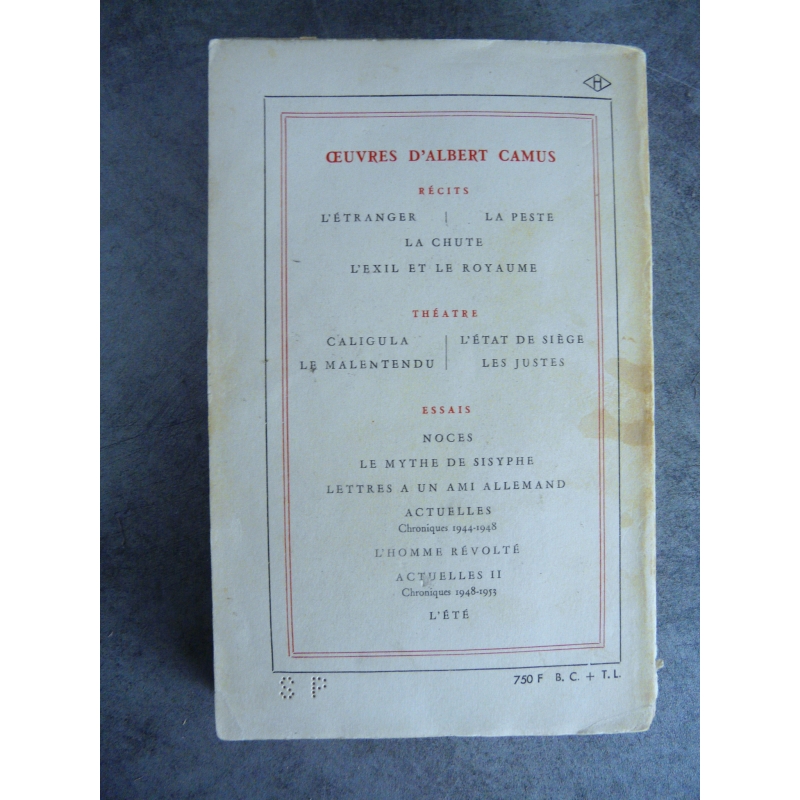 H
ŒUVRES D'ALBERT CAMUS
RÉCITS
L'ÉTRANGER | LA PESTE
LA CHUTE
L'EXIL ET LE ROYAUME
THÉATRE
CALIGULA | L'ÉTAT DE SIÈGE
LE MALENTENDU | LES JUSTES
ESSAIS
NOCES
LE MYTHE DE SISYPHE
LETTRES A UN AMI ALLEMAND
ACTUELLES
Chroniques 1944-1948
L'HOMME RÉVOLTÉ
ACTUELLES II
Chroniques 1948-1953
L'ÉTÉ
750 F B. C. + T. L.
S P